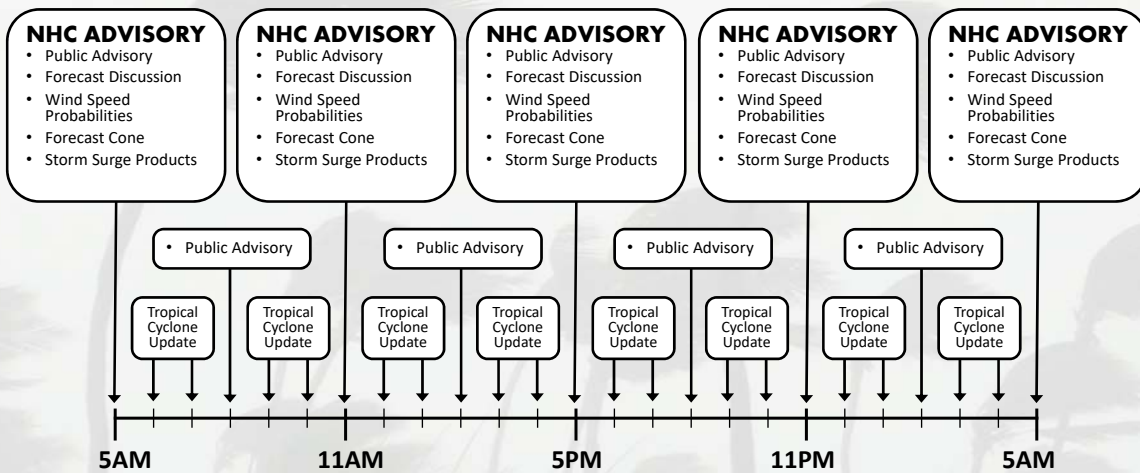 NHC ADVISORY
• Public Advisory
• Forecast Discussion
• Wind Speed
Probabilities
• Forecast Cone
• Storm Surge Products
NHC ADVISORY
• Public Advisory
• Forecast Discussion
• Wind Speed
Probabilities
• Forecast Cone
• Storm Surge Products
NHC ADVISORY
• Public Advisory
• Forecast Discussion
• Wind Speed
Probabilities
• Forecast Cone
• Storm Surge Products
NHC ADVISORY
• Public Advisory
• Forecast Discussion
• Wind Speed
Probabilities
• Forecast Cone
• Storm Surge Products
NHC ADVISORY
• Public Advisory
• Forecast Discussion
• Wind Speed
Probabilities
• Forecast Cone
• Storm Surge Products
• Public Advisory
• Public Advisory
• Public Advisory
• Public Advisory
Tropical
Cyclone
Update
Tropical
Cyclone
Update
Tropical
Cyclone
Update
Tropical
Cyclone
Update
Tropical
Cyclone
Update
Tropical
Cyclone
Update
Tropical
Cyclone
Update
Tropical
Cyclone
Update
5AM
11AM
5PM
11PM
5AM